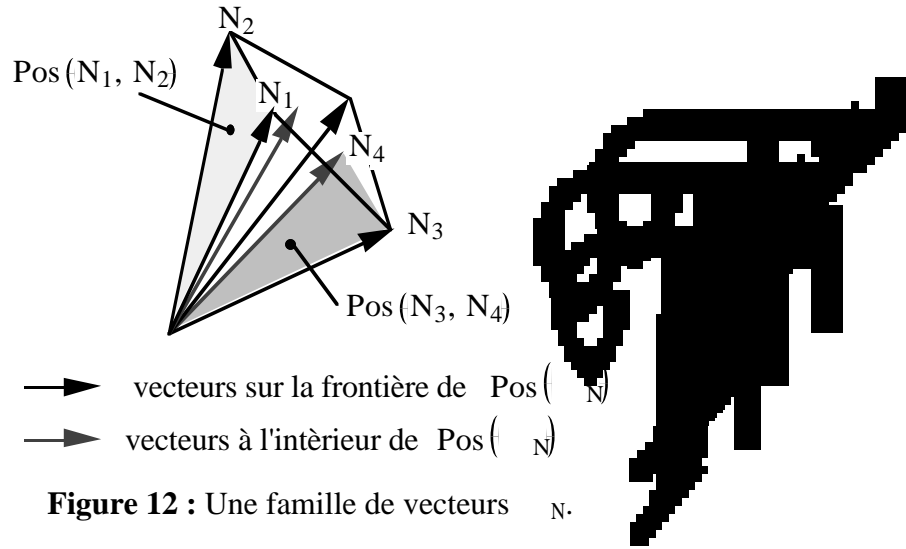 N2
Pos(N1, N2)
N1
N4
N3
Pos(N3, N4)
vecteurs sur la frontière de Pos( N)
vecteurs à l'intèrieur de Pos( N)
Figure 12 : Une famille de vecteurs N.